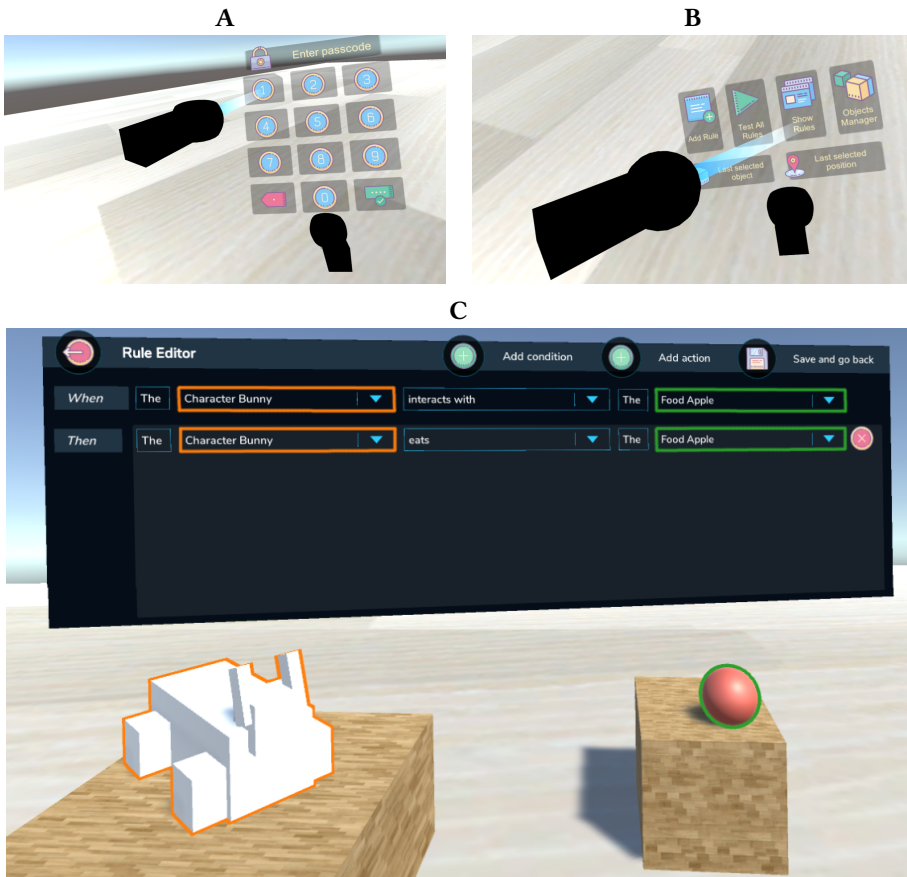 A
B
Enter passcode
1 2 3
4 5 6
7 8 9
0
Add Rule
Test All Rules
Show Rules
Objects Manager
Last selected object
Last selected position
C
Rule Editor Add condition Add action Save and go back
When The Character Bunny interacts with The Food Apple
Then The Character Bunny eats The Food Apple